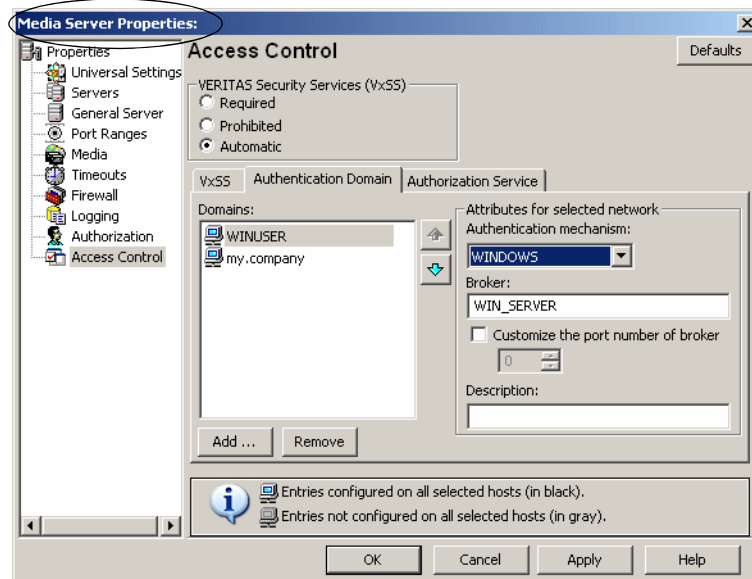 Media Server Properties:
Properties
Universal Settings
Servers
General Server
Port Ranges
Media
Timeouts
Firewall
Logging
Authorization
Access Control
Access Control
Defaults
VERITAS Security Services (VxSS)
Required
Prohibited
Automatic
VxSS Authentication Domain Authorization Service
Domains:
WINUSER
my.company
Add ... Remove
Attributes for selected network
Authentication mechanism:
WINDOWS
Broker:
WIN_SERVER
Customize the port number of broker
0
Description:
Entries configured on all selected hosts (in black).
Entries not configured on all selected hosts (in gray).
OK Cancel Apply Help